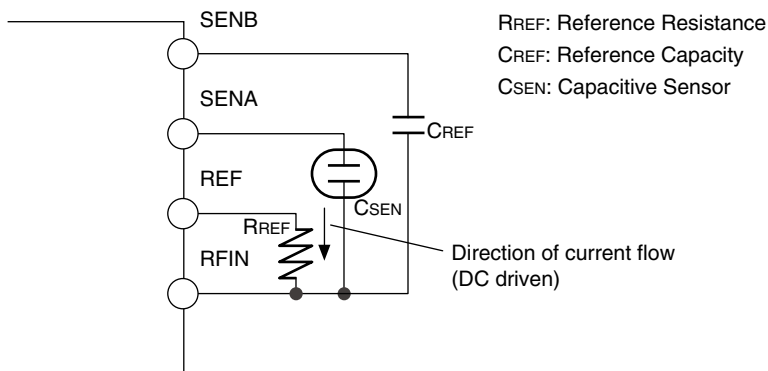 SENB
SENA
REF
RFIN
RREF
CSEN
CREF
RREF: Reference Resistance
CREF: Reference Capacity
CSEN: Capacitive Sensor
Direction of current flow
(DC driven)